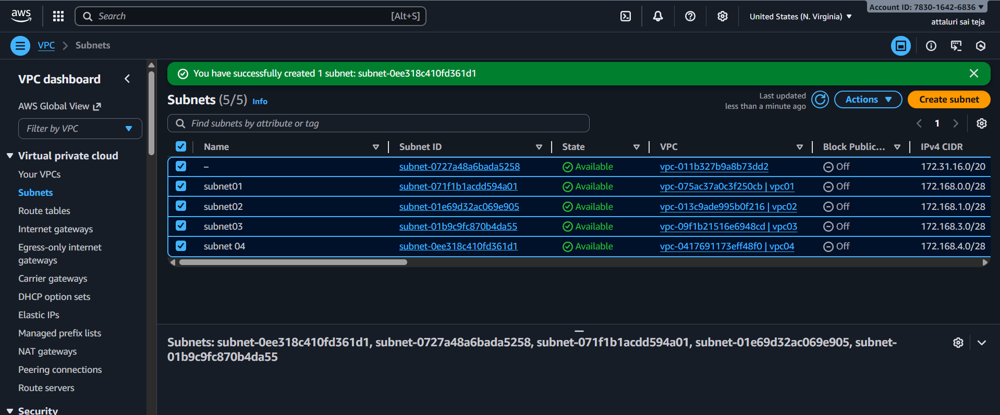 aws
Search [Alt+S]
United States (N. Virginia)
Account ID: 7830-1642-6836
attaluri sai teja
VPC > Subnets
VPC dashboard
AWS Global View
Filter by VPC
Virtual private cloud
Your VPCs
Subnets
Route tables
Internet gateways
Egress-only internet
gateways
Carrier gateways
DHCP option sets
Elastic IPs
Managed prefix lists
NAT gateways
Peering connections
Route servers
Security
You have successfully created 1 subnet: subnet-0ee318c410fd361d1
Subnets (5/5) Info
Last updated
less than a minute ago
Actions
Create subnet
Find subnets by attribute or tag
1
Name Subnet ID State VPC Block Public... IPv4 CIDR
– subnet-0727a48a6bada5258 Available vpc-011b327b9a8b73dd2 Off 172.31.16.0/20
subnet01 subnet-071f1b1acdd594a01 Available vpc-075ac37a0c3f250cb | vpc01 Off 172.168.0.0/28
subnet02 subnet-01e69d32ac069e905 Available vpc-013c9ade995b0f216 | vpc02 Off 172.168.1.0/28
subnet03 subnet-01b9c9fc870b4da55 Available vpc-09f1b21516e6948cd | vpc03 Off 172.168.3.0/28
subnet 04 subnet-0ee318c410fd361d1 Available vpc-0417691173eff48f0 | vpc04 Off 172.168.4.0/28
Subnets: subnet-0ee318c410fd361d1, subnet-0727a48a6bada5258, subnet-071f1b1acdd594a01, subnet-01e69d32ac069e905, subnet-
01b9c9fc870b4da55